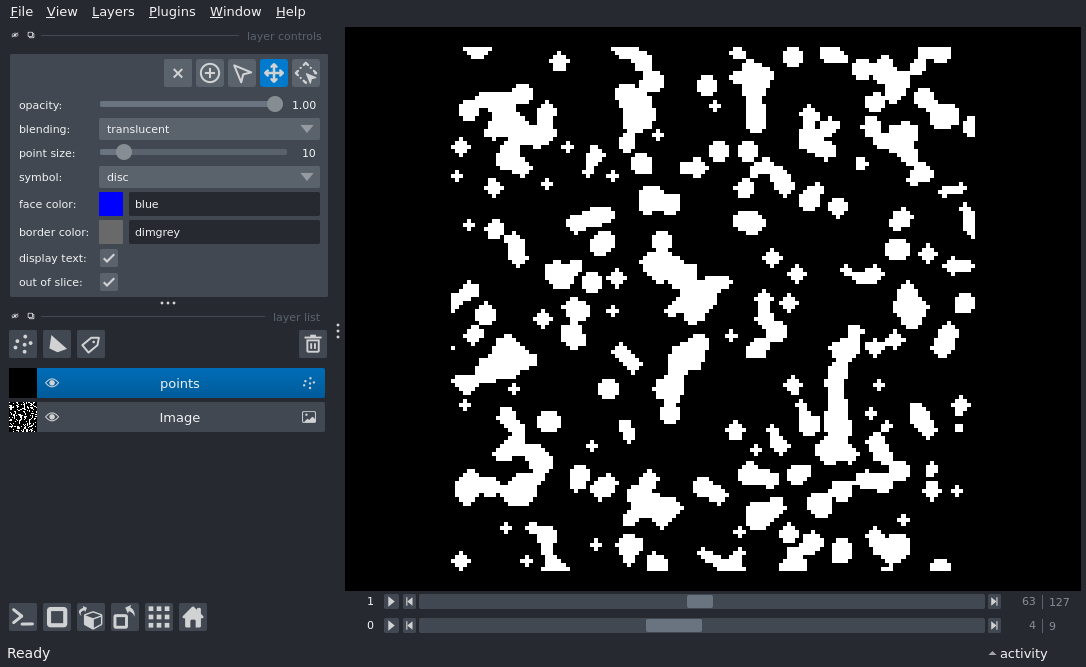 File View Layers Plugins Window Help
layer controls
opacity: 1.00
blending: translucent
point size: 10
symbol: disc
face color: blue
border color: dimgrey
display text:
out of slice:
layer list
points
Image
1 63 127
0 4 9
Ready activity